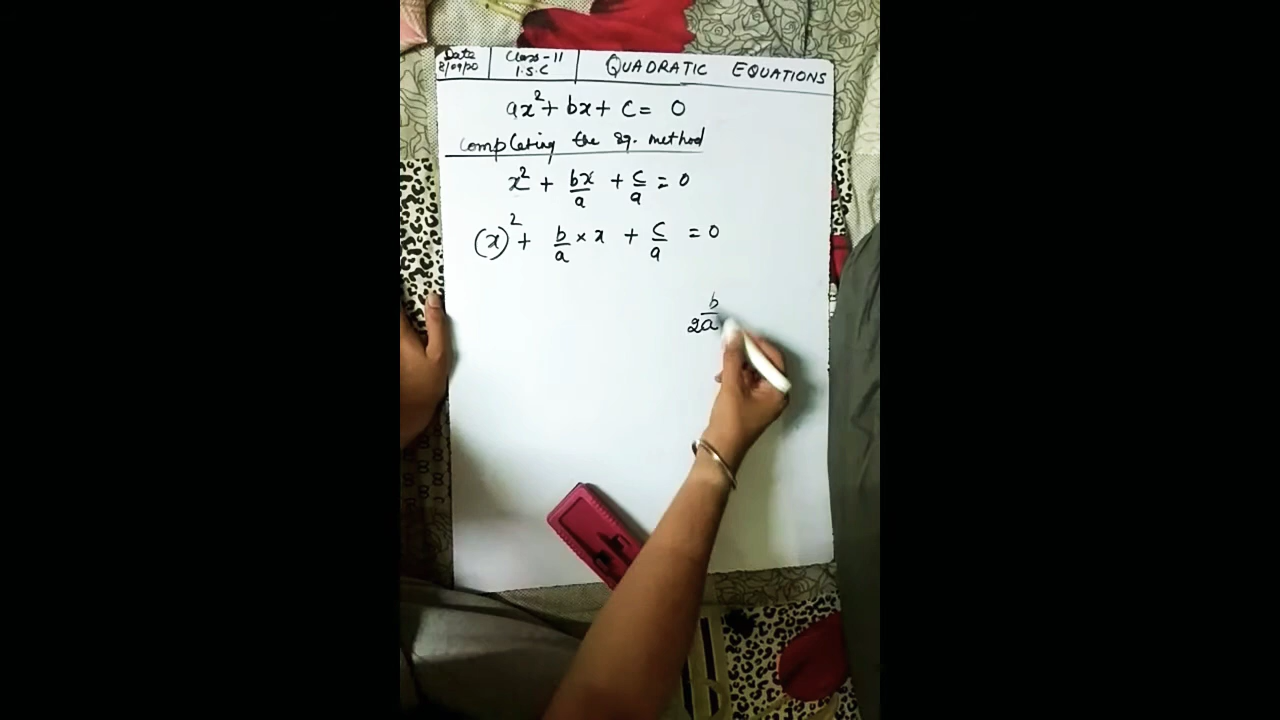 Date
8/09/20
Class-11
I.S.C
QUADRATIC EQUATIONS
ax²+ bx+ c= 0
completing the sq. method
x² + bx/a + c/a = 0
(x)² + b/a × x + c/a = 0
b/2a